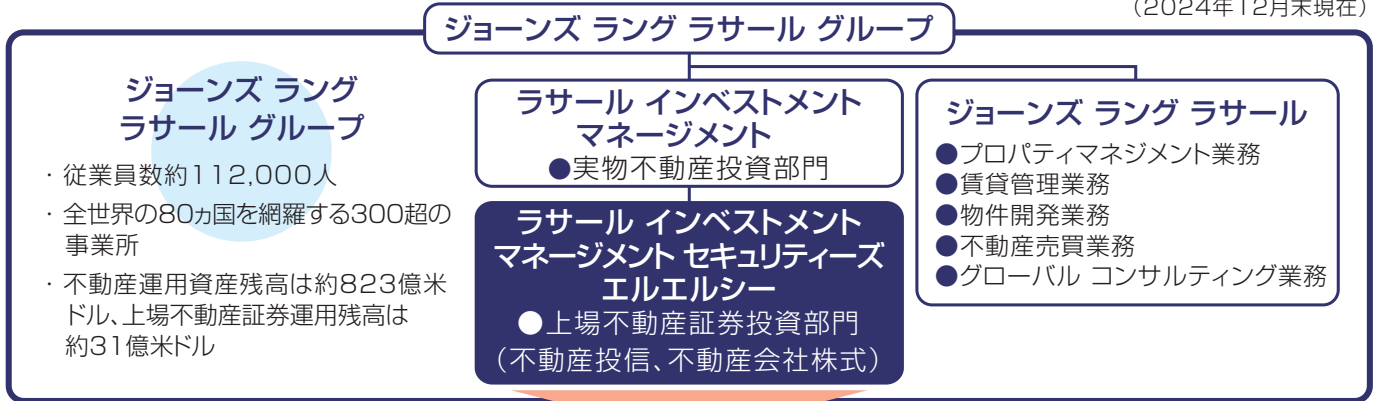 (2024年12月末現在)
ジョーンズ ラング ラサール グループ
ジョーンズ ラング
ラサール グループ
・従業員数約112,000人
・全世界の80ヵ国を網羅する300超の
事業所
・不動産運用資産残高は約823億米
ドル、上場不動産証券運用残高は
約31億米ドル
ラサール インベストメント
マネージメント
●実物不動産投資部門
ラサール インベストメント
マネージメント セキュリティーズ
エルエルシー
●上場不動産証券投資部門
(不動産投信、不動産会社株式)
ジョーンズ ラング ラサール
●プロパティマネジメント業務
●賃貸管理業務
●物件開発業務
●不動産売買業務
●グローバル コンサルティング業務